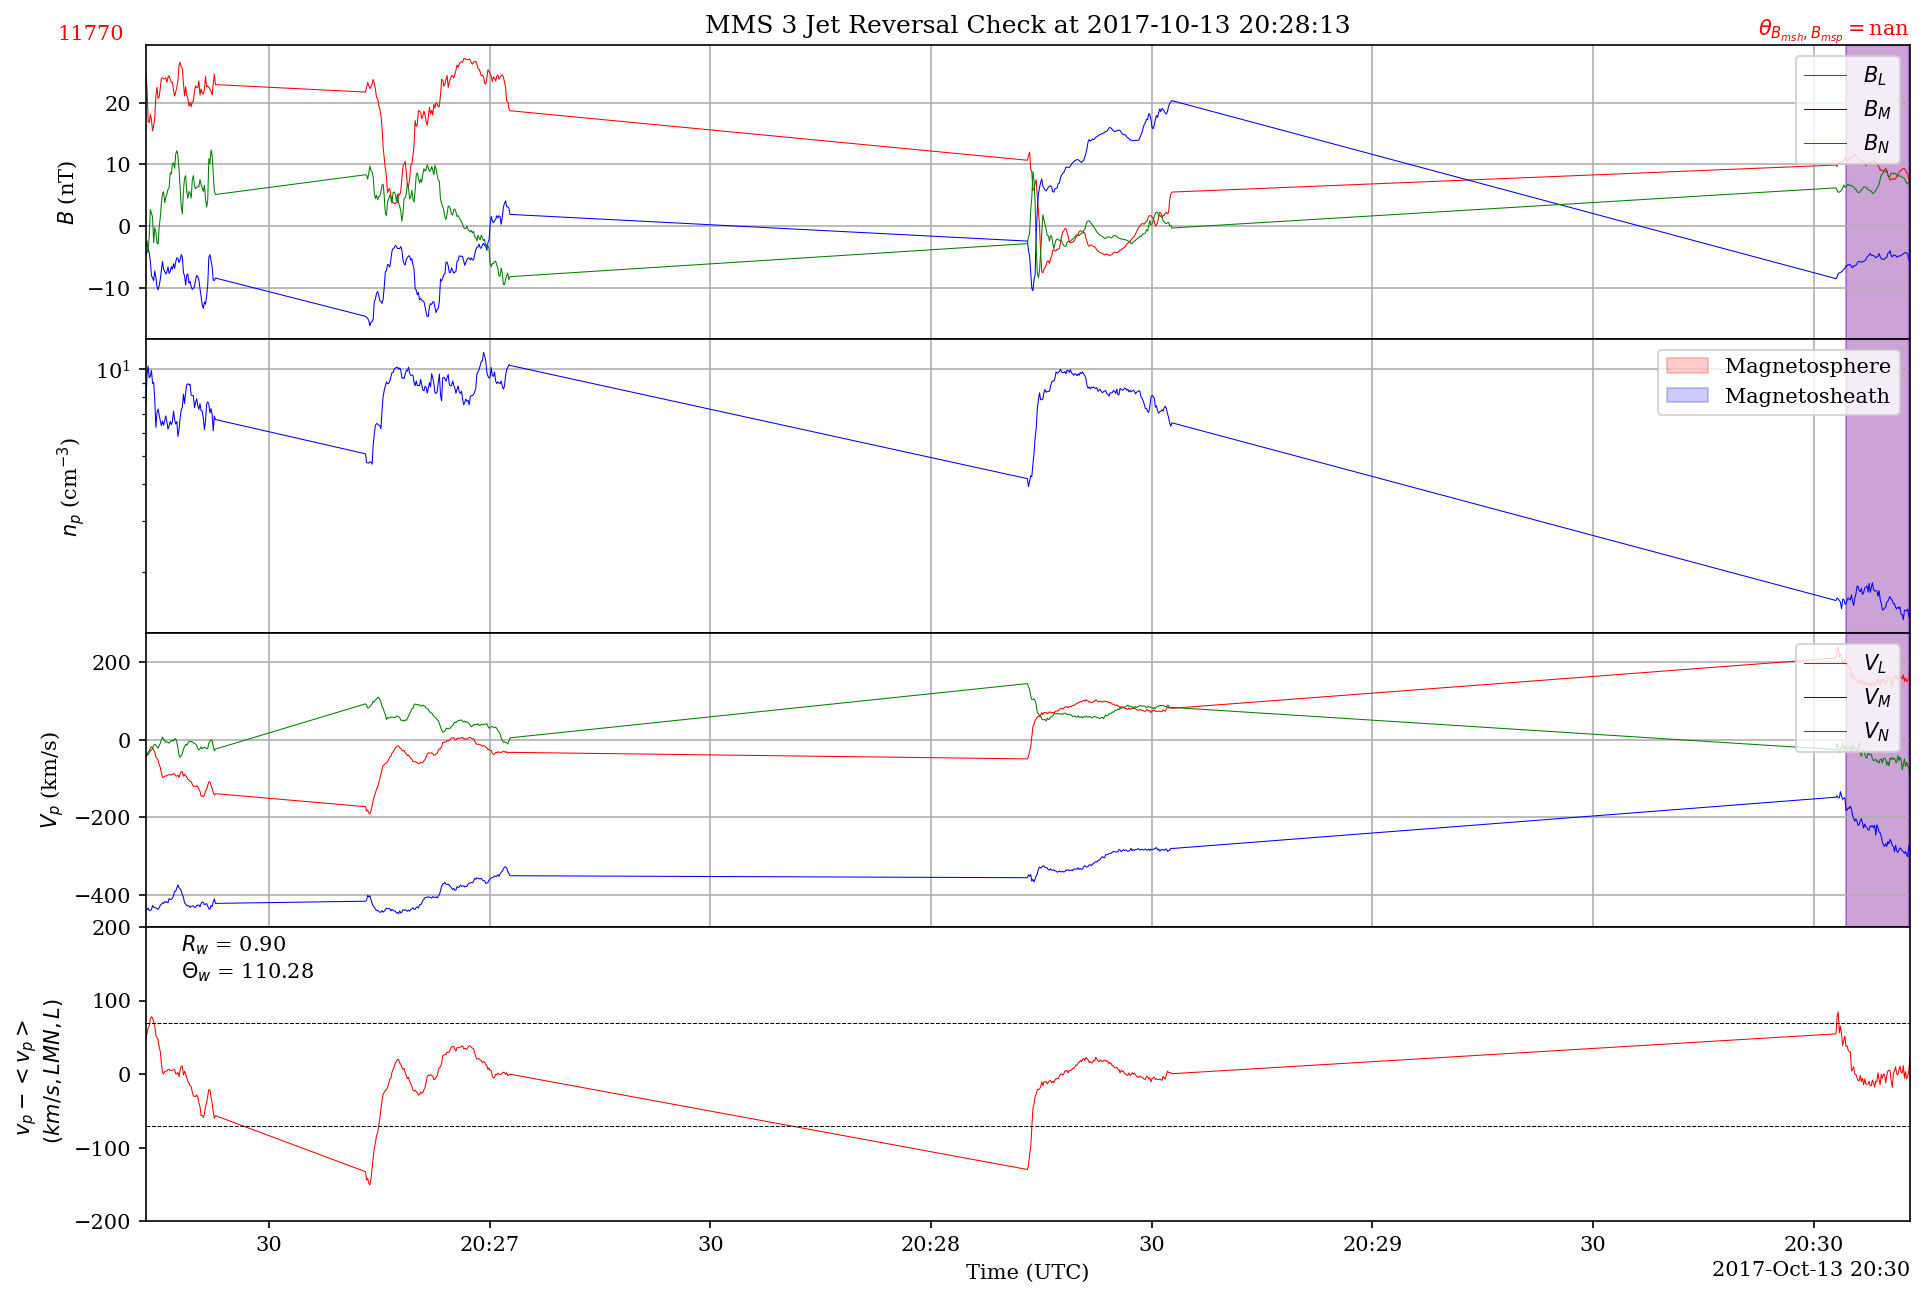 MMS 3 Jet Reversal Check at 2017-10-13 20:28:13
11770
θ_{B_{msh}, B_{msp}} = nan
B (nT)
20
10
0
−10
B_L
B_M
B_N
n_p (cm^{−3})
10^1
Magnetosphere
Magnetosheath
V_p (km/s)
200
0
−200
−400
V_L
V_M
V_N
v_p − < v_p >
(km/s, LMN, L)
200
100
0
−100
−200
R_w = 0.90
Θ_w = 110.28
30 20:27 30 20:28 30 20:29 30 20:30
Time (UTC)
2017-Oct-13 20:30